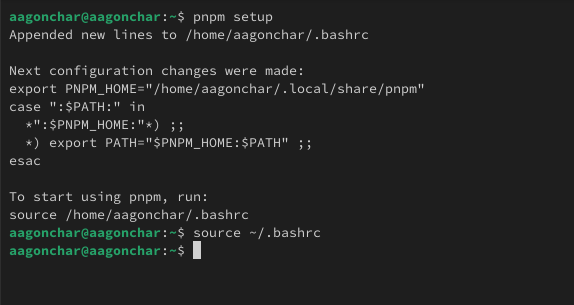 aagonchar@aagonchar:~$ pnpm setup
Appended new lines to /home/aagonchar/.bashrc

Next configuration changes were made:
export PNPM_HOME="/home/aagonchar/.local/share/pnpm"
case ":$PATH:" in
  *":$PNPM_HOME:"*) ;;
  *) export PATH="$PNPM_HOME:$PATH" ;;
esac

To start using pnpm, run:
source /home/aagonchar/.bashrc
aagonchar@aagonchar:~$ source ~/.bashrc
aagonchar@aagonchar:~$